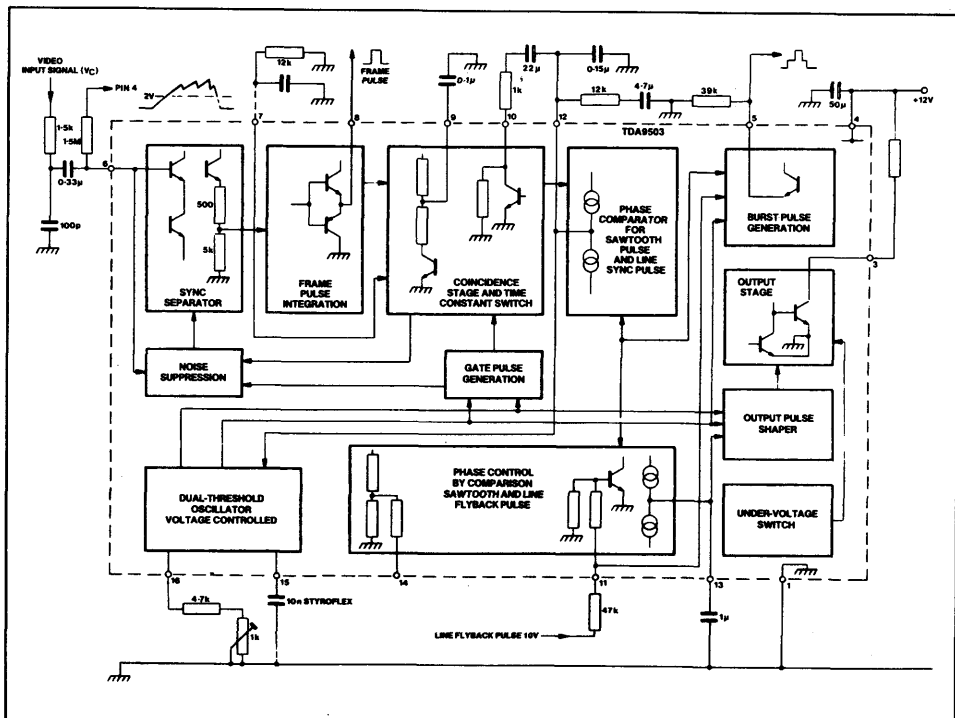 VIDEO
INPUT SIGNAL (VC)
PIN 4
2V
1·5k
1·5M
0·33μ
100p
6
12k
7
FRAME
PULSE
8
0·1μ
9
22μ
1k
10
0·15μ
12k
4·7μ
12
39k
5
50μ
+12V
4
TDA9503
500
5k
SYNC
SEPARATOR
FRAME
PULSE
INTEGRATION
COINCIDENCE
STAGE AND TIME
CONSTANT SWITCH
PHASE
COMPARATOR
FOR
SAWTOOTH
PULSE
AND LINE
SYNC PULSE
BURST PULSE
GENERATION
3
OUTPUT
STAGE
NOISE
SUPPRESSION
GATE PULSE
GENERATION
OUTPUT PULSE
SHAPER
DUAL-THRESHOLD
OSCILLATOR
VOLTAGE CONTROLLED
PHASE CONTROL
BY COMPARISON
SAWTOOTH AND LINE
FLYBACK PULSE
UNDER-VOLTAGE
SWITCH
16
15
14
11
13
1
4·7k
1k
10n STYROFLEX
47k
LINE FLYBACK PULSE 10V
1μ